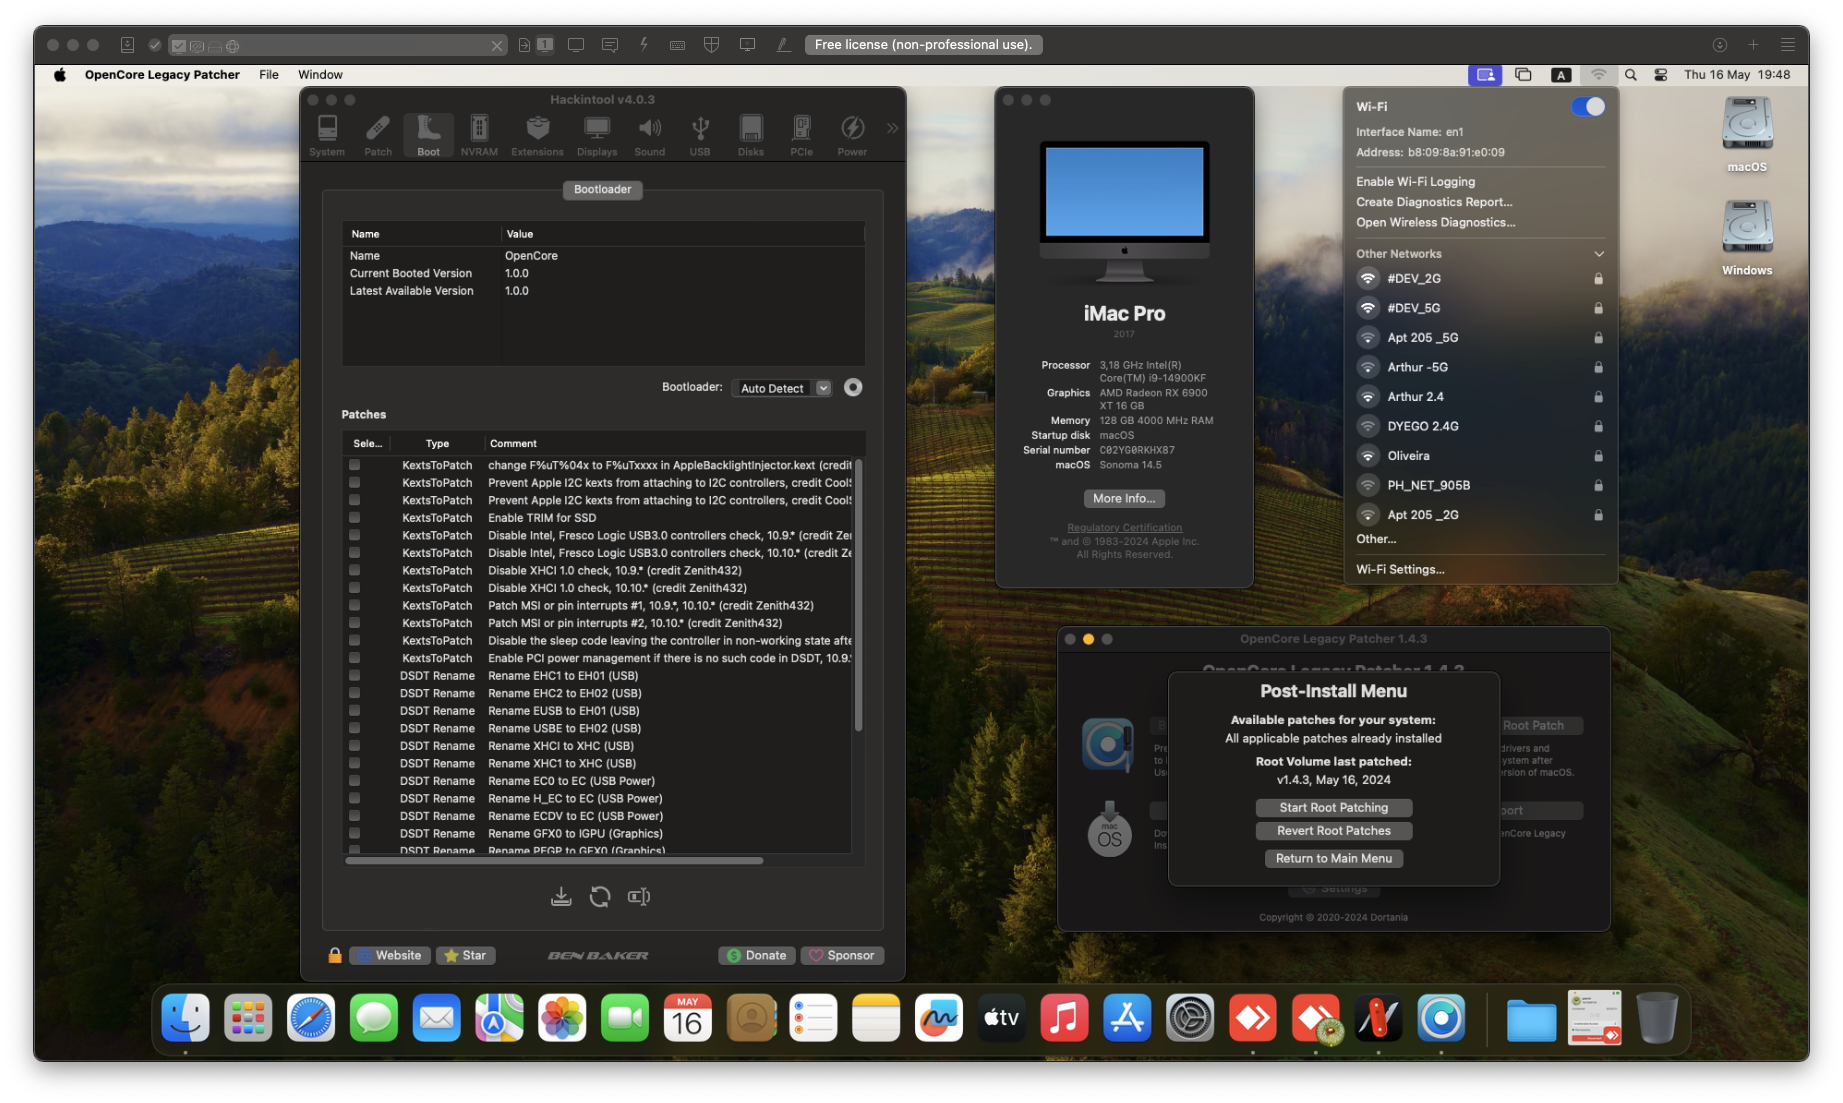 Free license (non-professional use).
1
OpenCore Legacy Patcher File Window
A
Thu 16 May 19:48
Hackintool v4.0.3
System Patch Boot NVRAM Extensions Displays Sound USB Disks PCIe Power
Bootloader
Name Value
Name OpenCore
Current Booted Version 1.0.0
Latest Available Version 1.0.0
Bootloader: Auto Detect
Patches
Sele... Type Comment
KextsToPatch change F%uT%04x to F%uTxxxx in AppleBacklightInjector.kext (credit
KextsToPatch Prevent Apple I2C kexts from attaching to I2C controllers, credit Cool
KextsToPatch Prevent Apple I2C kexts from attaching to I2C controllers, credit Cool
KextsToPatch Enable TRIM for SSD
KextsToPatch Disable Intel, Fresco Logic USB3.0 controllers check, 10.9.* (credit Ze
KextsToPatch Disable Intel, Fresco Logic USB3.0 controllers check, 10.10.* (credit Ze
KextsToPatch Disable XHCI 1.0 check, 10.9.* (credit Zenith432)
KextsToPatch Disable XHCI 1.0 check, 10.10.* (credit Zenith432)
KextsToPatch Patch MSI or pin interrupts #1, 10.9.*, 10.10.* (credit Zenith432)
KextsToPatch Patch MSI or pin interrupts #2, 10.10.* (credit Zenith432)
KextsToPatch Disable the sleep code leaving the controller in non-working state afte
KextsToPatch Enable PCI power management if there is no such code in DSDT, 10.9.
DSDT Rename Rename EHC1 to EH01 (USB)
DSDT Rename Rename EHC2 to EH02 (USB)
DSDT Rename Rename EUSB to EH01 (USB)
DSDT Rename Rename USBE to EH02 (USB)
DSDT Rename Rename XHCI to XHC (USB)
DSDT Rename Rename XHC1 to XHC (USB)
DSDT Rename Rename EC0 to EC (USB Power)
DSDT Rename Rename H_EC to EC (USB Power)
DSDT Rename Rename ECDV to EC (USB Power)
DSDT Rename Rename GFX0 to IGPU (Graphics)
DSDT Rename Rename PEGP to GFX0 (Graphics)
Website Star BEN BAKER Donate Sponsor
iMac Pro
2017
Processor 3,18 GHz Intel(R)
Core(TM) i9-14900KF
Graphics AMD Radeon RX 6900
XT 16 GB
Memory 128 GB 4000 MHz RAM
Startup disk macOS
Serial number C02YG0RKHX87
macOS Sonoma 14.5
More Info...
Regulatory Certification
™ and © 1983-2024 Apple Inc.
All Rights Reserved.
Wi-Fi
Interface Name: en1
Address: b8:09:8a:91:e0:09
Enable Wi-Fi Logging
Create Diagnostics Report...
Open Wireless Diagnostics...
Other Networks
#DEV_2G
#DEV_5G
Apt 205 _5G
Arthur -5G
Arthur 2.4
DYEGO 2.4G
Oliveira
PH_NET_905B
Apt 205 _2G
Other...
Wi-Fi Settings...
macOS
Windows
OpenCore Legacy Patcher 1.4.3
OpenCore Legacy Patcher 1.4.3
Post-Install Menu
Available patches for your system:
All applicable patches already installed
Root Volume last patched:
v1.4.3, May 16, 2024
Start Root Patching
Revert Root Patches
Return to Main Menu
Root Patch
drivers and
ystem after
ersion of macOS.
port
enCore Legacy
mac
OS
Settings
Copyright © 2020-2024 Dortania
MAY
16
tv